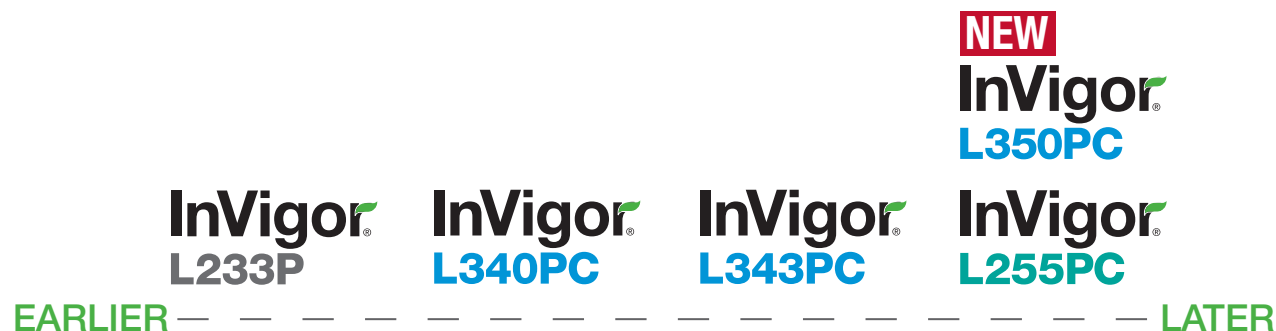 NEW
InVigor®
L350PC
InVigor® InVigor® InVigor® InVigor®
L233P L340PC L343PC L255PC
EARLIER LATER